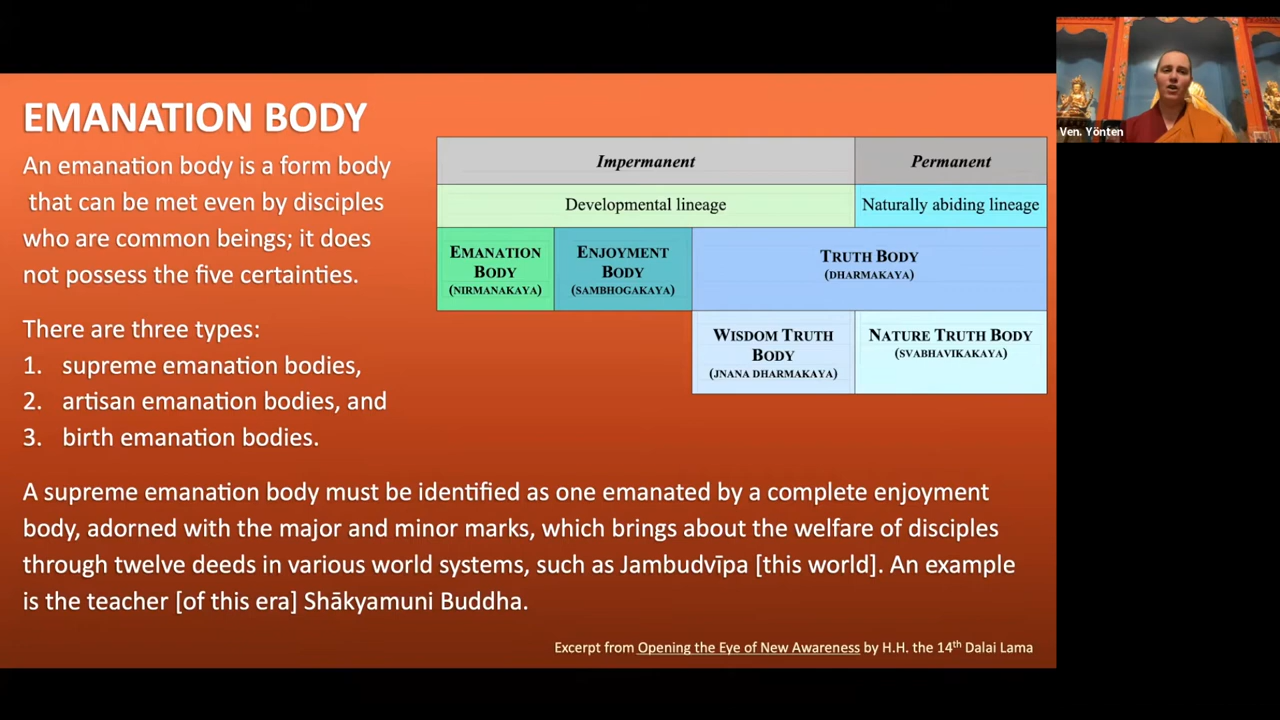 EMANATION BODY
An emanation body is a form body
that can be met even by disciples
who are common beings; it does
not possess the five certainties.
There are three types:
1. supreme emanation bodies,
2. artisan emanation bodies, and
3. birth emanation bodies.
Impermanent
Permanent
Developmental lineage
Naturally abiding lineage
EMANATION
BODY
(NIRMANAKAYA)
ENJOYMENT
BODY
(SAMBHOGAKAYA)
TRUTH BODY
(DHARMAKAYA)
WISDOM TRUTH
BODY
(JNANA DHARMAKAYA)
NATURE TRUTH BODY
(SVABHAVIKAKAYA)
A supreme emanation body must be identified as one emanated by a complete enjoyment
body, adorned with the major and minor marks, which brings about the welfare of disciples
through twelve deeds in various world systems, such as Jambudvīpa [this world]. An example
is the teacher [of this era] Shākyamuni Buddha.
Excerpt from Opening the Eye of New Awareness by H.H. the 14th Dalai Lama
Ven. Yönten